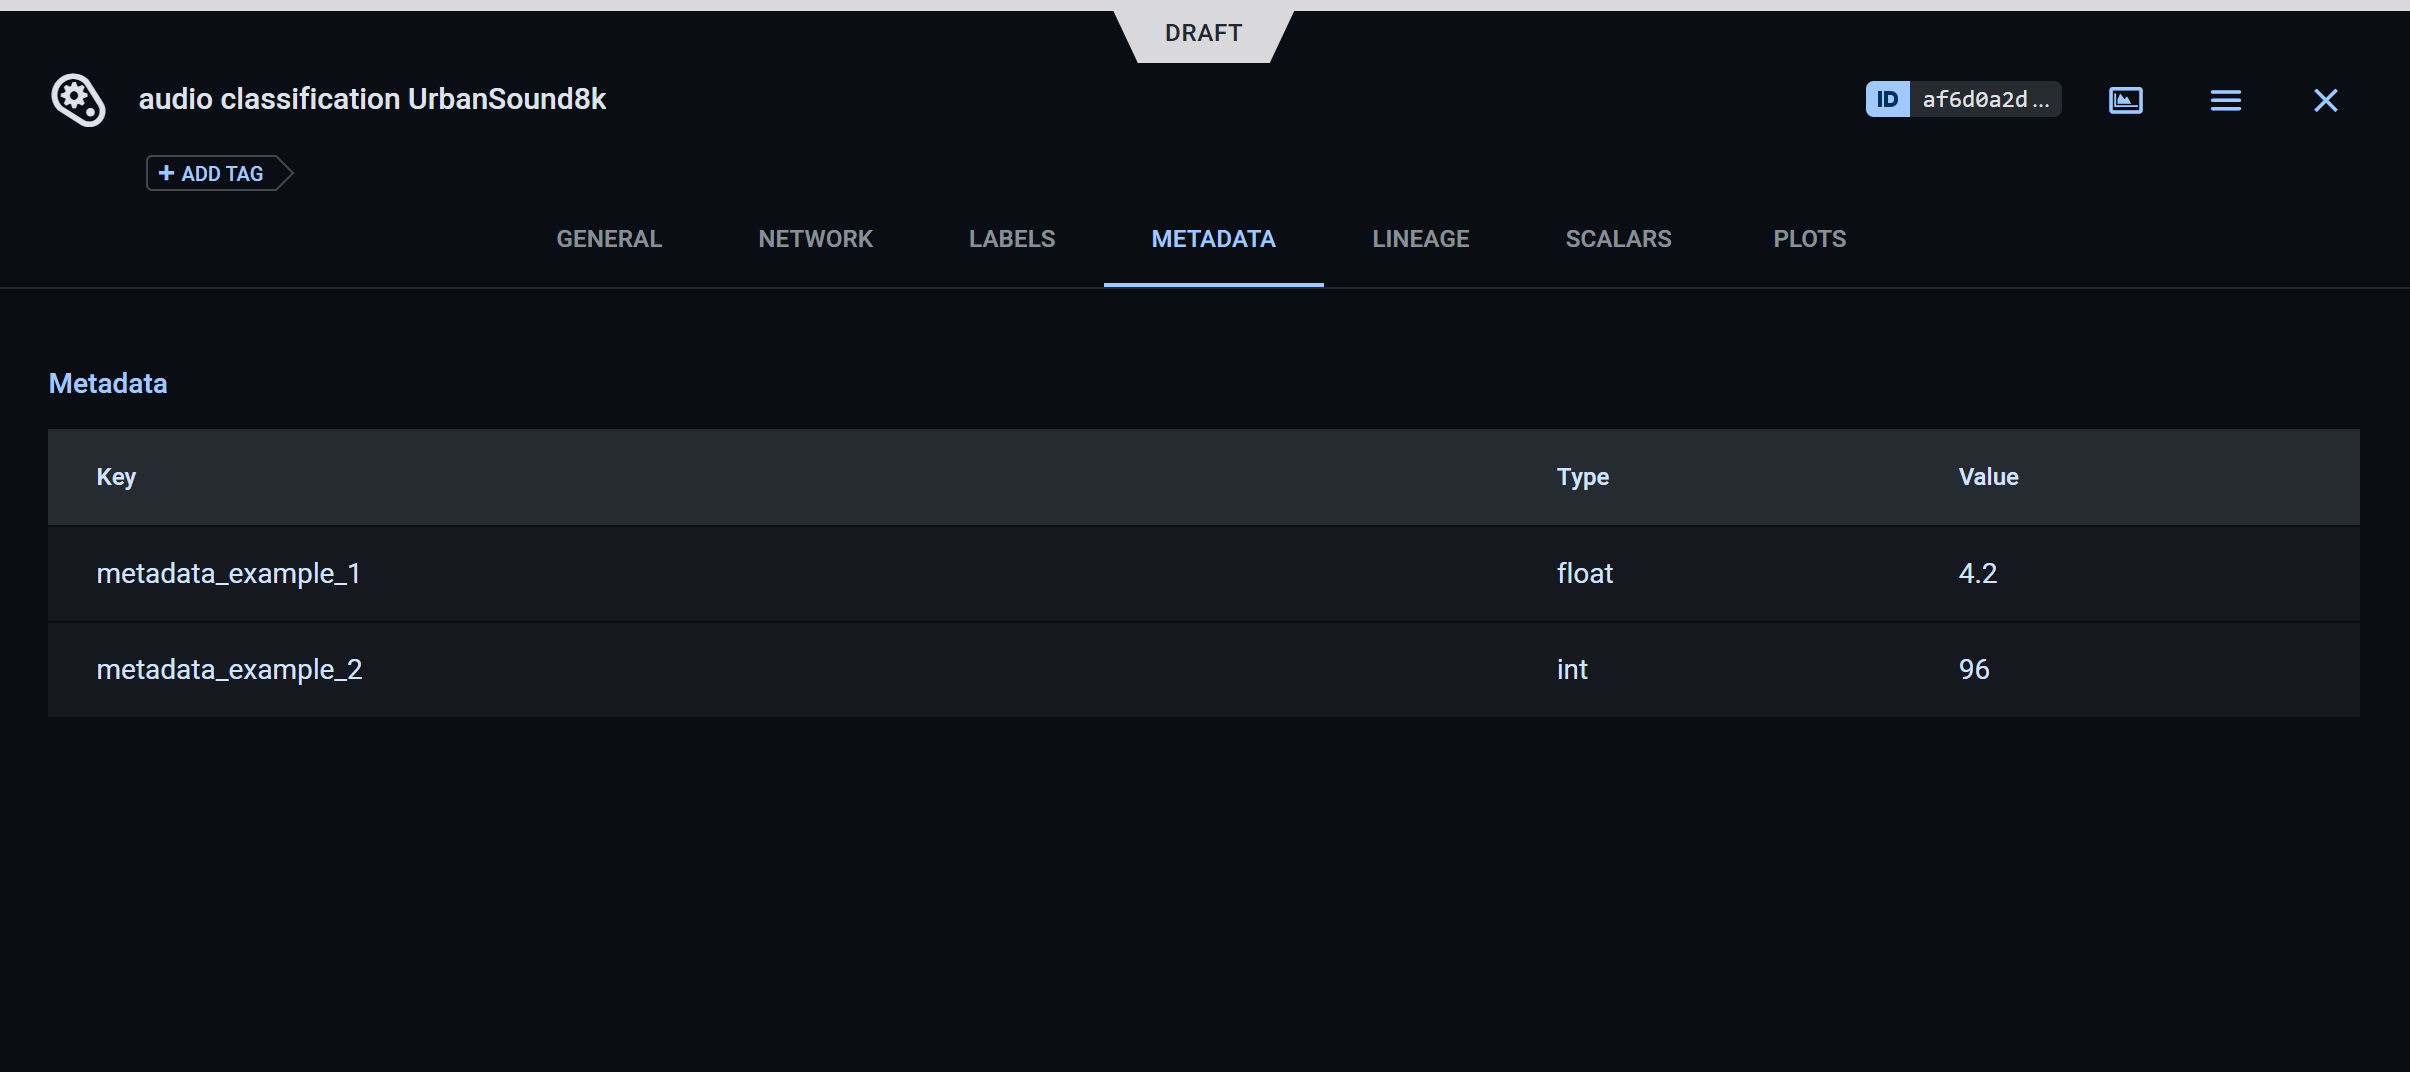 DRAFT
audio classification UrbanSound8k
ID af6d0a2d...
+ ADD TAG
GENERAL NETWORK LABELS METADATA LINEAGE SCALARS PLOTS
Metadata
Key Type Value
metadata_example_1 float 4.2
metadata_example_2 int 96